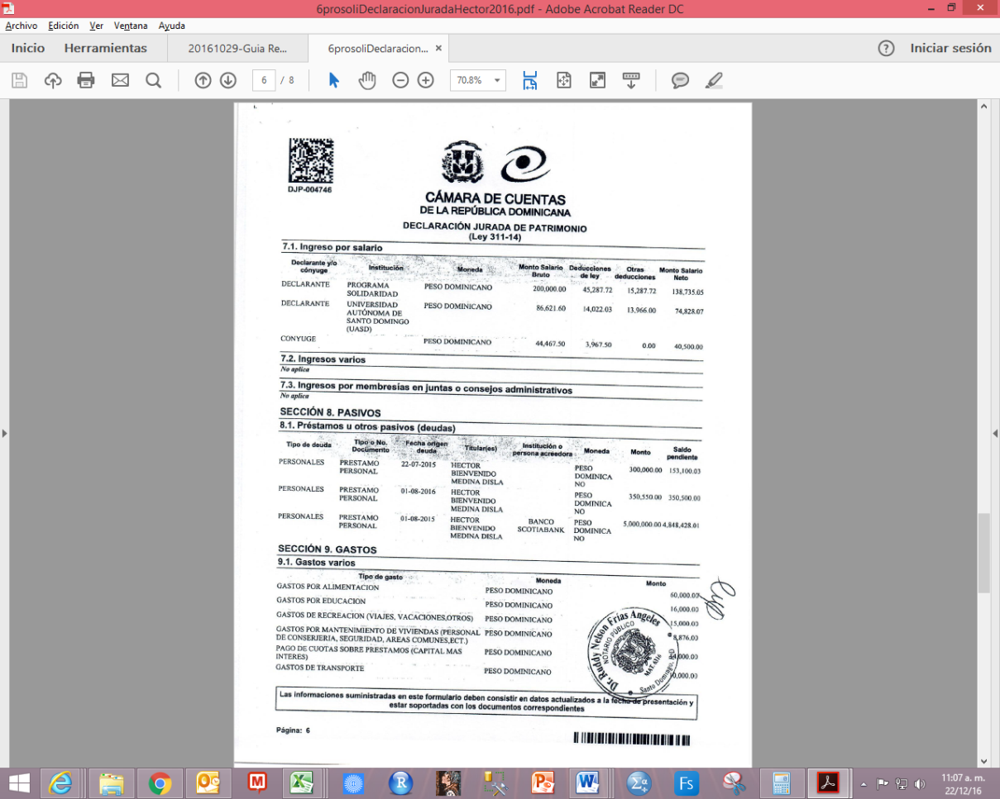 6prosoliDeclaracionJuradaHector2016.pdf - Adobe Acrobat Reader DC
Archivo Edición Ver Ventana Ayuda
Inicio Herramientas 20161029-Guia Re... 6prosoliDeclaracion... × ? Iniciar sesión
6 / 8 70.8%
DJP-004746
CÁMARA DE CUENTAS
DE LA REPÚBLICA DOMINICANA
DECLARACIÓN JURADA DE PATRIMONIO
(Ley 311-14)
7.1. Ingreso por salario
Declarante y/o cónyuge Institución Moneda Monto Salario Bruto Deducciones de ley Otras deducciones Monto Salario Neto
DECLARANTE PROGRAMA SOLIDARIDAD PESO DOMINICANO 200,000.00 45,287.72 15,287.72 138,735.05
DECLARANTE UNIVERSIDAD AUTÓNOMA DE SANTO DOMINGO (UASD) PESO DOMINICANO 86,621.60 14,022.03 13,966.00 74,828.07
CONYUGE PESO DOMINICANO 44,467.50 3,967.50 0.00 40,500.00
7.2. Ingresos varios
No aplica
7.3. Ingresos por membresías en juntas o consejos administrativos
No aplica
SECCIÓN 8. PASIVOS
8.1. Préstamos u otros pasivos (deudas)
Tipo de deuda Tipo o No. Documento Fecha origen deuda Titular(es) Institución o persona acreedora Moneda Monto Saldo pendiente
PERSONALES PRESTAMO PERSONAL 22-07-2015 HECTOR BIENVENIDO MEDINA DISLA PESO DOMINICA NO 300,000.00 153,100.03
PERSONALES PRESTAMO PERSONAL 01-08-2016 HECTOR BIENVENIDO MEDINA DISLA PESO DOMINICA NO 350,550.00 350,500.00
PERSONALES PRESTAMO PERSONAL 01-08-2015 HECTOR BIENVENIDO MEDINA DISLA BANCO SCOTIABANK PESO DOMINICA NO 5,000,000.00 4,848,428.01
SECCIÓN 9. GASTOS
9.1. Gastos varios
Tipo de gasto Moneda Monto
GASTOS POR ALIMENTACION PESO DOMINICANO 60,000.00
GASTOS POR EDUCACION PESO DOMINICANO 16,000.00
GASTOS DE RECREACION (VIAJES, VACACIONES,OTROS) PESO DOMINICANO 15,000.00
GASTOS POR MANTENIMIENTO DE VIVIENDAS (PERSONAL DE CONSERJERIA, SEGURIDAD, AREAS COMUNES,ECT.) PESO DOMINICANO 8,876.00
PAGO DE CUOTAS SOBRE PRESTAMOS (CAPITAL MAS INTERES) PESO DOMINICANO
GASTOS DE TRANSPORTE PESO DOMINICANO
Dr. Ruddy Nelson Frías Angeles
NOTARIO PÚBLICO
Santo Domingo,
Las informaciones suministradas en este formulario deben consistir en datos actualizados a la fecha de presentación y
estar soportadas con los documentos correspondientes
Página: 6
11:07 a. m.
22/12/16